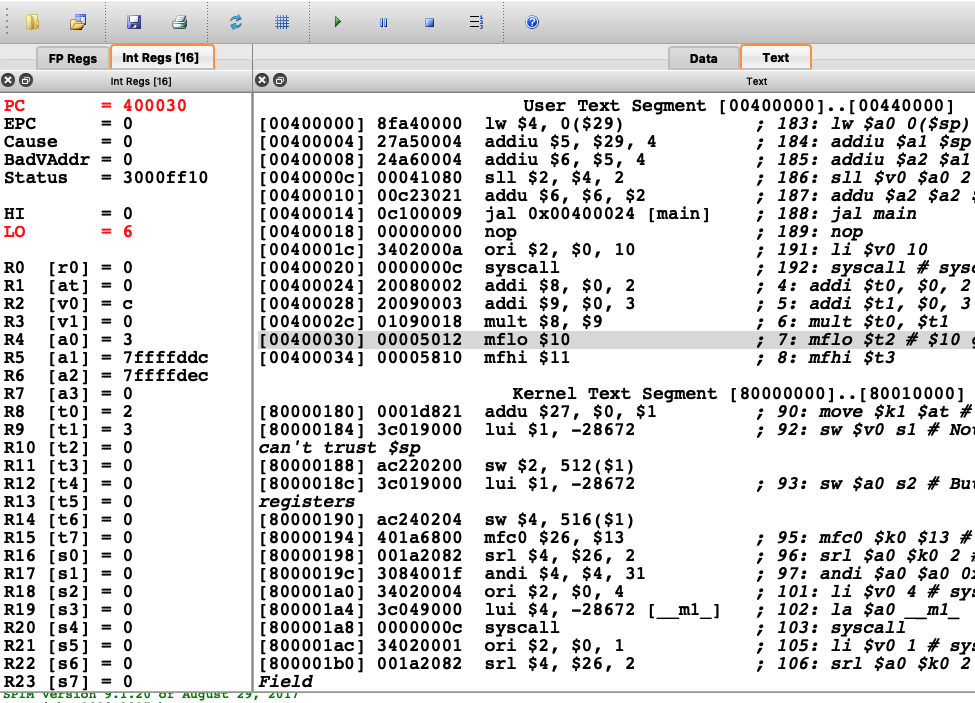 FP Regs
Int Regs [16]
Data
Text
Int Regs [16]
Text
PC = 400030
EPC = 0
Cause = 0
BadVAddr = 0
Status = 3000ff10
HI = 0
LO = 6
R0 [r0] = 0
R1 [at] = 0
R2 [v0] = c
R3 [v1] = 0
R4 [a0] = 3
R5 [a1] = 7ffffddc
R6 [a2] = 7ffffdec
R7 [a3] = 0
R8 [t0] = 2
R9 [t1] = 3
R10 [t2] = 0
R11 [t3] = 0
R12 [t4] = 0
R13 [t5] = 0
R14 [t6] = 0
R15 [t7] = 0
R16 [s0] = 0
R17 [s1] = 0
R18 [s2] = 0
R19 [s3] = 0
R20 [s4] = 0
R21 [s5] = 0
R22 [s6] = 0
R23 [s7] = 0
User Text Segment [00400000]..[00440000]
[00400000] 8fa40000 lw $4, 0($29) ; 183: lw $a0 0($sp)
[00400004] 27a50004 addiu $5, $29, 4 ; 184: addiu $a1 $sp
[00400008] 24a60004 addiu $6, $5, 4 ; 185: addiu $a2 $a1
[0040000c] 00041080 sll $2, $4, 2 ; 186: sll $v0 $a0 2
[00400010] 00c23021 addu $6, $6, $2 ; 187: addu $a2 $a2
[00400014] 0c100009 jal 0x00400024 [main] ; 188: jal main
[00400018] 00000000 nop ; 189: nop
[0040001c] 3402000a ori $2, $0, 10 ; 191: li $v0 10
[00400020] 0000000c syscall ; 192: syscall # sys
[00400024] 20080002 addi $8, $0, 2 ; 4: addi $t0, $0, 2
[00400028] 20090003 addi $9, $0, 3 ; 5: addi $t1, $0, 3
[0040002c] 01090018 mult $8, $9 ; 6: mult $t0, $t1
[00400030] 00005012 mflo $10 ; 7: mflo $t2 # $10
[00400034] 00005810 mfhi $11 ; 8: mfhi $t3
Kernel Text Segment [80000000]..[80010000]
[80000180] 0001d821 addu $27, $0, $1 ; 90: move $k1 $at #
[80000184] 3c019000 lui $1, -28672 ; 92: sw $v0 s1 # Not
can't trust $sp
[80000188] ac220200 sw $2, 512($1)
[8000018c] 3c019000 lui $1, -28672 ; 93: sw $a0 s2 # But
registers
[80000190] ac240204 sw $4, 516($1)
[80000194] 401a6800 mfc0 $26, $13 ; 95: mfc0 $k0 $13 #
[80000198] 001a2082 srl $4, $26, 2 ; 96: srl $a0 $k0 2 #
[8000019c] 3084001f andi $4, $4, 31 ; 97: andi $a0 $a0 0x
[800001a0] 34020004 ori $2, $0, 4 ; 101: li $v0 4 # sys
[800001a4] 3c049000 lui $4, -28672 [__m1_] ; 102: la $a0 __m1_
[800001a8] 0000000c syscall ; 103: syscall
[800001ac] 34020001 ori $2, $0, 1 ; 105: li $v0 1 # sys
[800001b0] 001a2082 srl $4, $26, 2 ; 106: srl $a0 $k0 2
Field
SPIM Version 9.1.20 of August 29, 2017